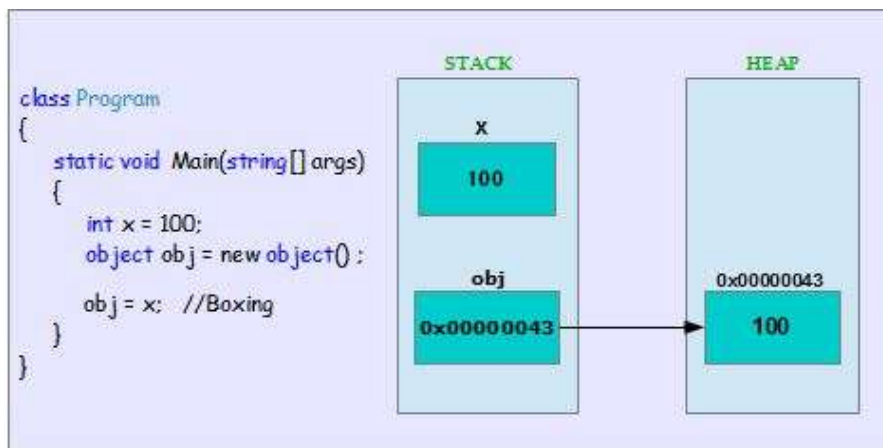 class Program
{
static void Main(string[] args)
{
int x = 100;
object obj = new object() ;
obj = x; //Boxing
}
}
STACK
x
100
obj
0x00000043
HEAP
0x00000043
100